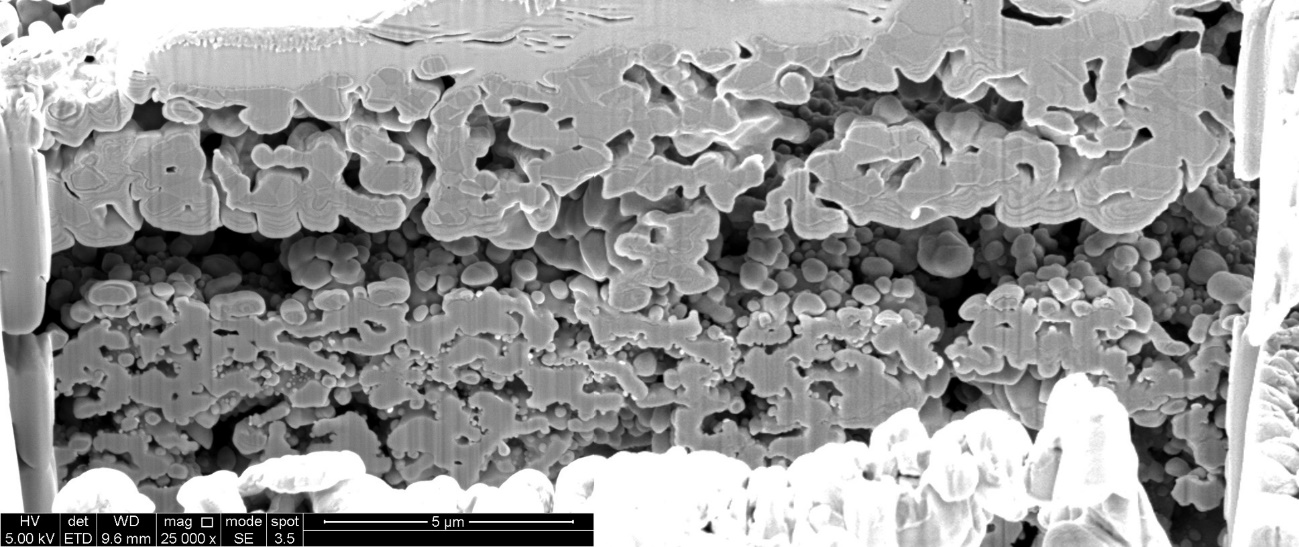 HV det WD mag □ mode spot
5.00 kV ETD 9.6 mm 25 000 x SE 3.5
5 µm